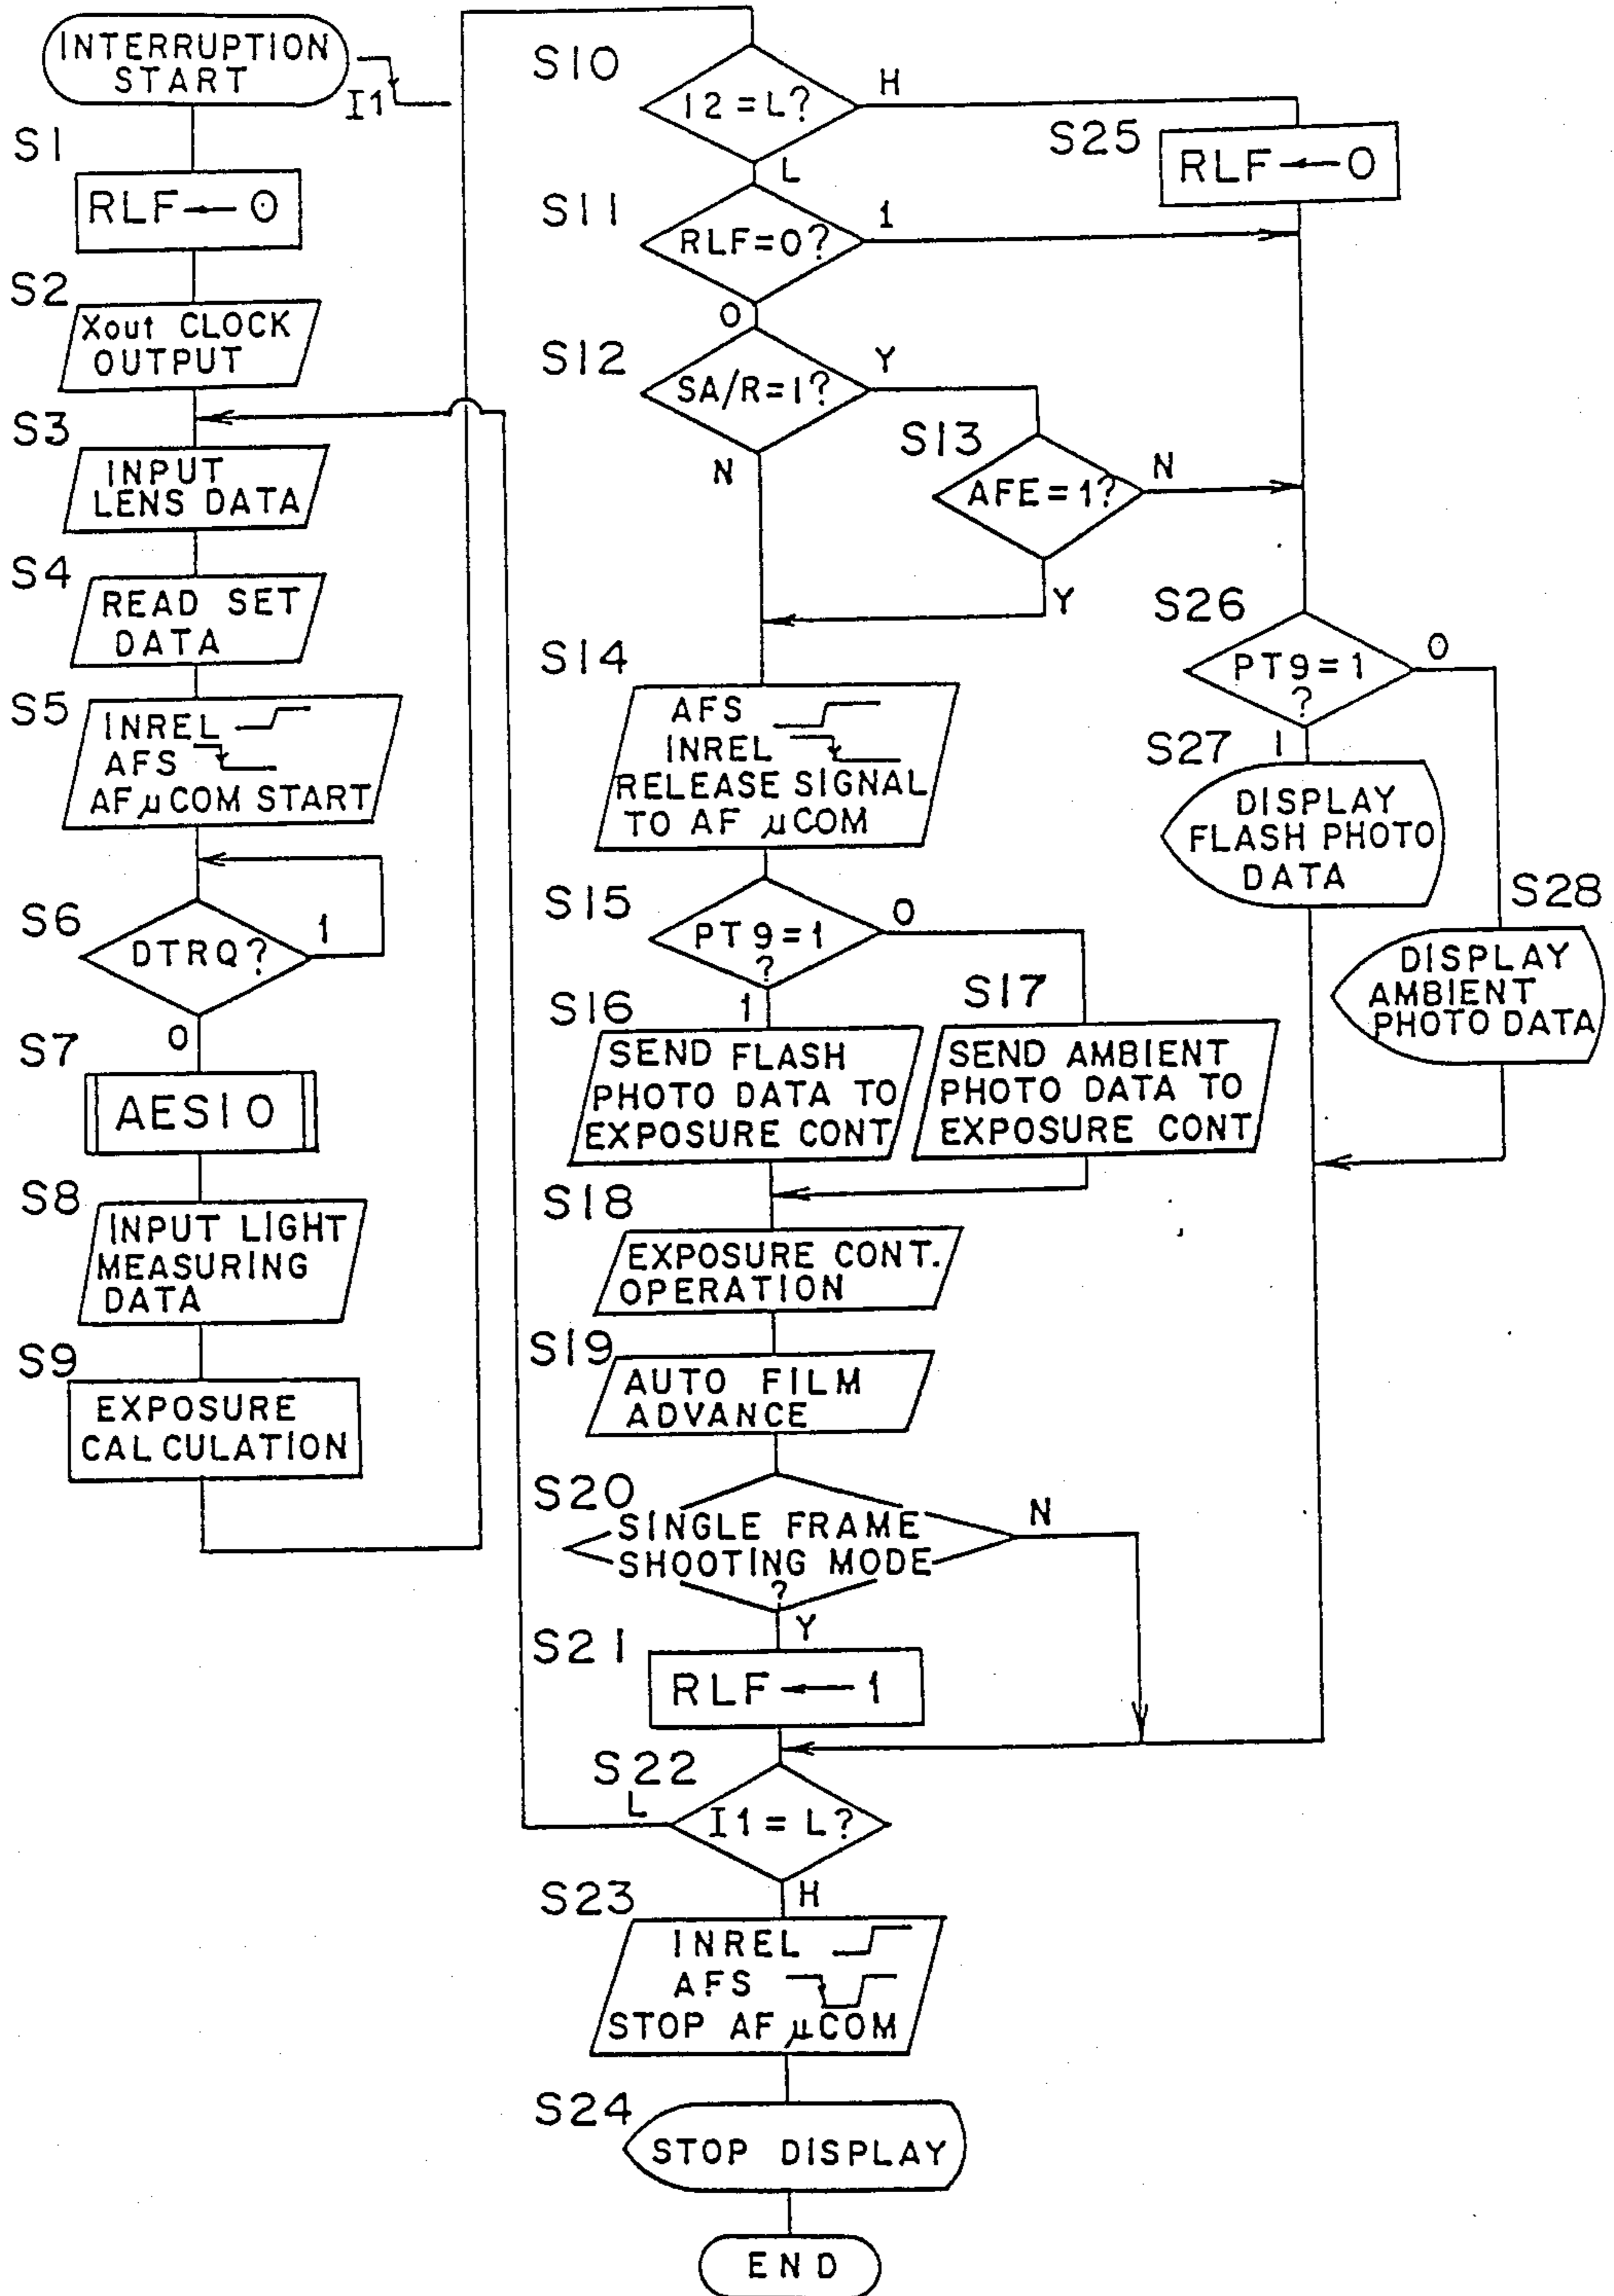 INTERRUPTION
START
I1
S1
RLF ← 0
S2
Xout CLOCK
OUTPUT
S3
INPUT
LENS DATA
S4
READ SET
DATA
S5
INREL
AFS
AF μCOM START
S6
DTRQ?
1
0
S7
AESIO
S8
INPUT LIGHT
MEASURING
DATA
S9
EXPOSURE
CALCULATION
S10
I2 = L?
H
L
S11
RLF=0?
1
0
S12
SA/R=1?
Y
N
S13
AFE=1?
N
Y
S14
AFS
INREL
RELEASE SIGNAL
TO AF μCOM
S15
PT9=1
?
0
1
S16
SEND FLASH
PHOTO DATA TO
EXPOSURE CONT
S17
SEND AMBIENT
PHOTO DATA TO
EXPOSURE CONT
S18
EXPOSURE CONT.
OPERATION
S19
AUTO FILM
ADVANCE
S20
SINGLE FRAME
SHOOTING MODE
?
N
Y
S21
RLF ← 1
S22
I1 = L?
L
H
S23
INREL
AFS
STOP AF μCOM
S24
STOP DISPLAY
END
S25
RLF ← 0
S26
PT9=1
?
0
1
S27
DISPLAY
FLASH PHOTO
DATA
S28
DISPLAY
AMBIENT
PHOTO DATA